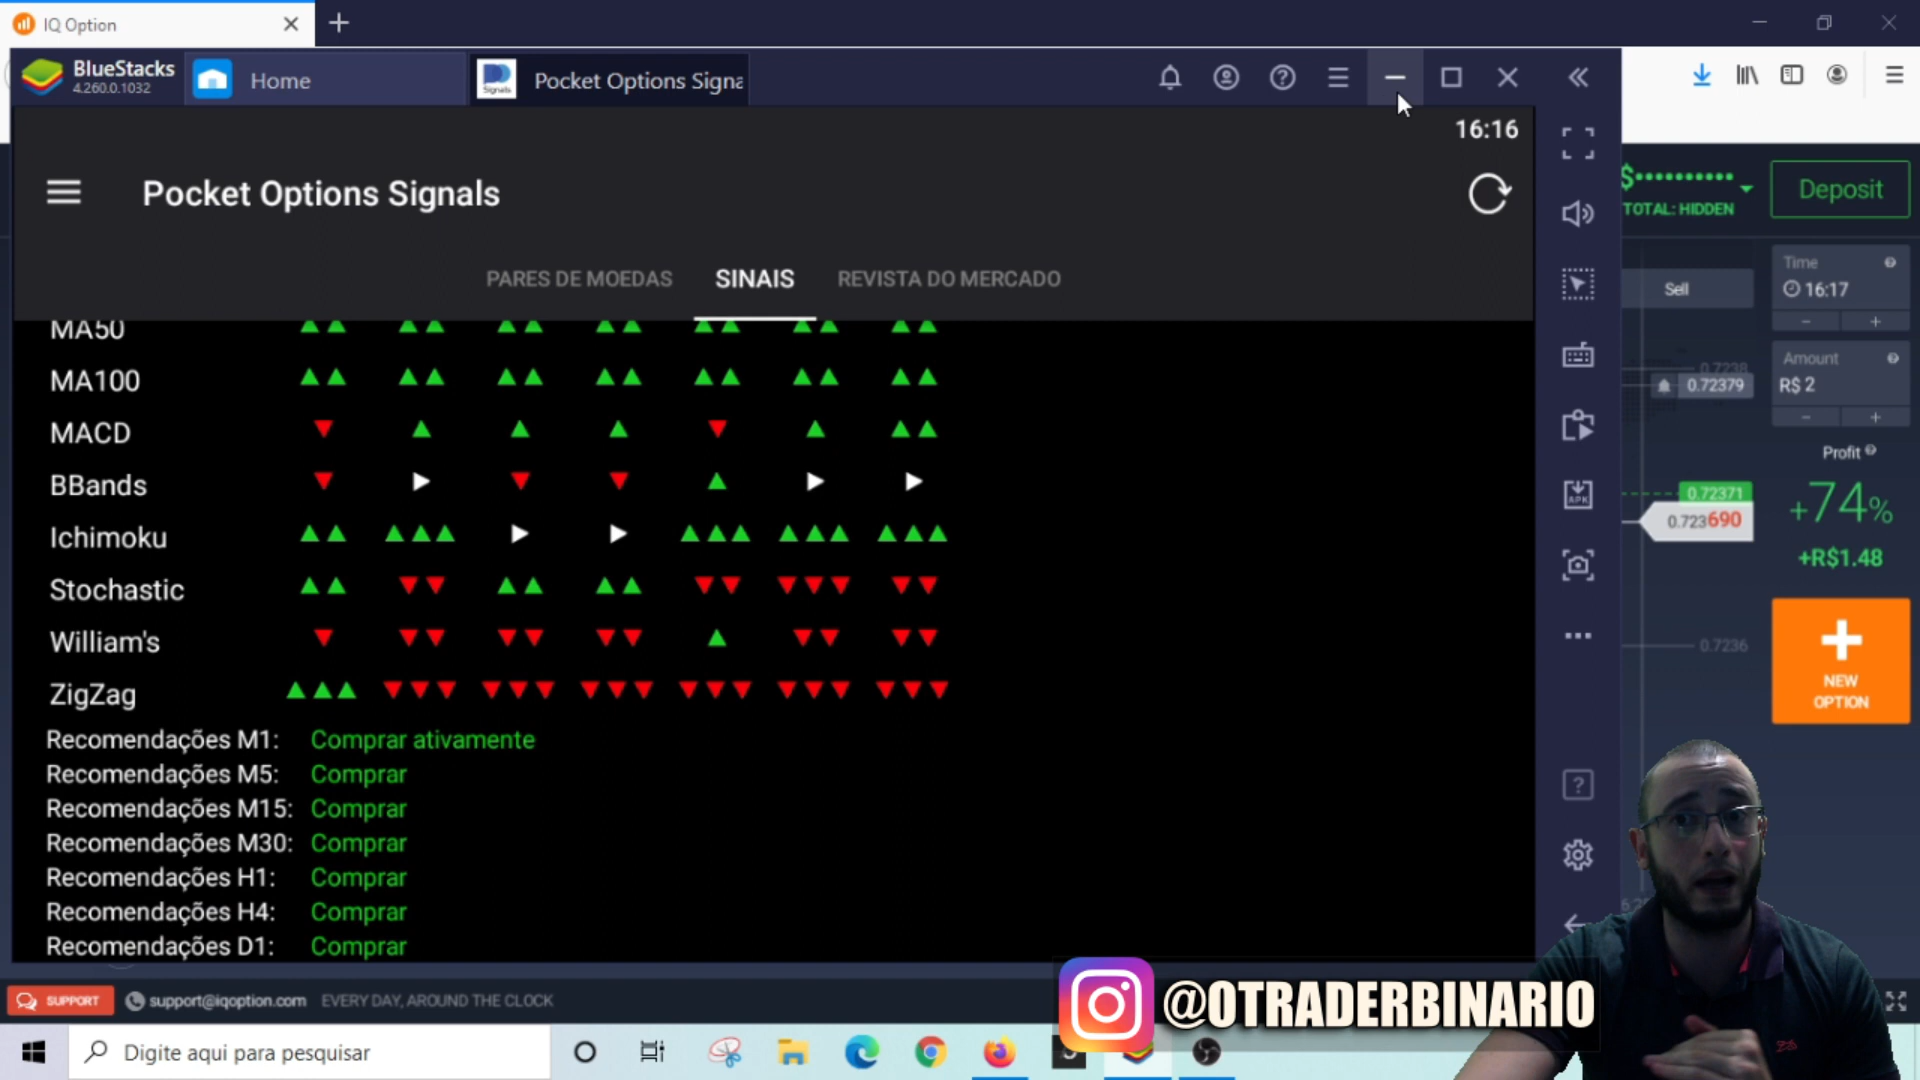 IQ Option
BlueStacks
4.260.0.1032
Home
Signals
Pocket Options Signa
16:16
Pocket Options Signals
PARES DE MOEDAS SINAIS REVISTA DO MERCADO
MA50
MA100
MACD
BBands
Ichimoku
Stochastic
William's
ZigZag
Recomendações M1: Comprar ativamente
Recomendações M5: Comprar
Recomendações M15: Comprar
Recomendações M30: Comprar
Recomendações H1: Comprar
Recomendações H4: Comprar
Recomendações D1: Comprar
APK
$
TOTAL: HIDDEN
Deposit
Sell
Time
16:17
Amount
R$ 2
0.7238
0.72379
Profit
0.72371
0.723690
+74%
+R$1.48
0.7236
NEW
OPTION
SUPPORT
support@iqoption.com EVERY DAY, AROUND THE CLOCK
@OTRADERBINARIO
Digite aqui para pesquisar